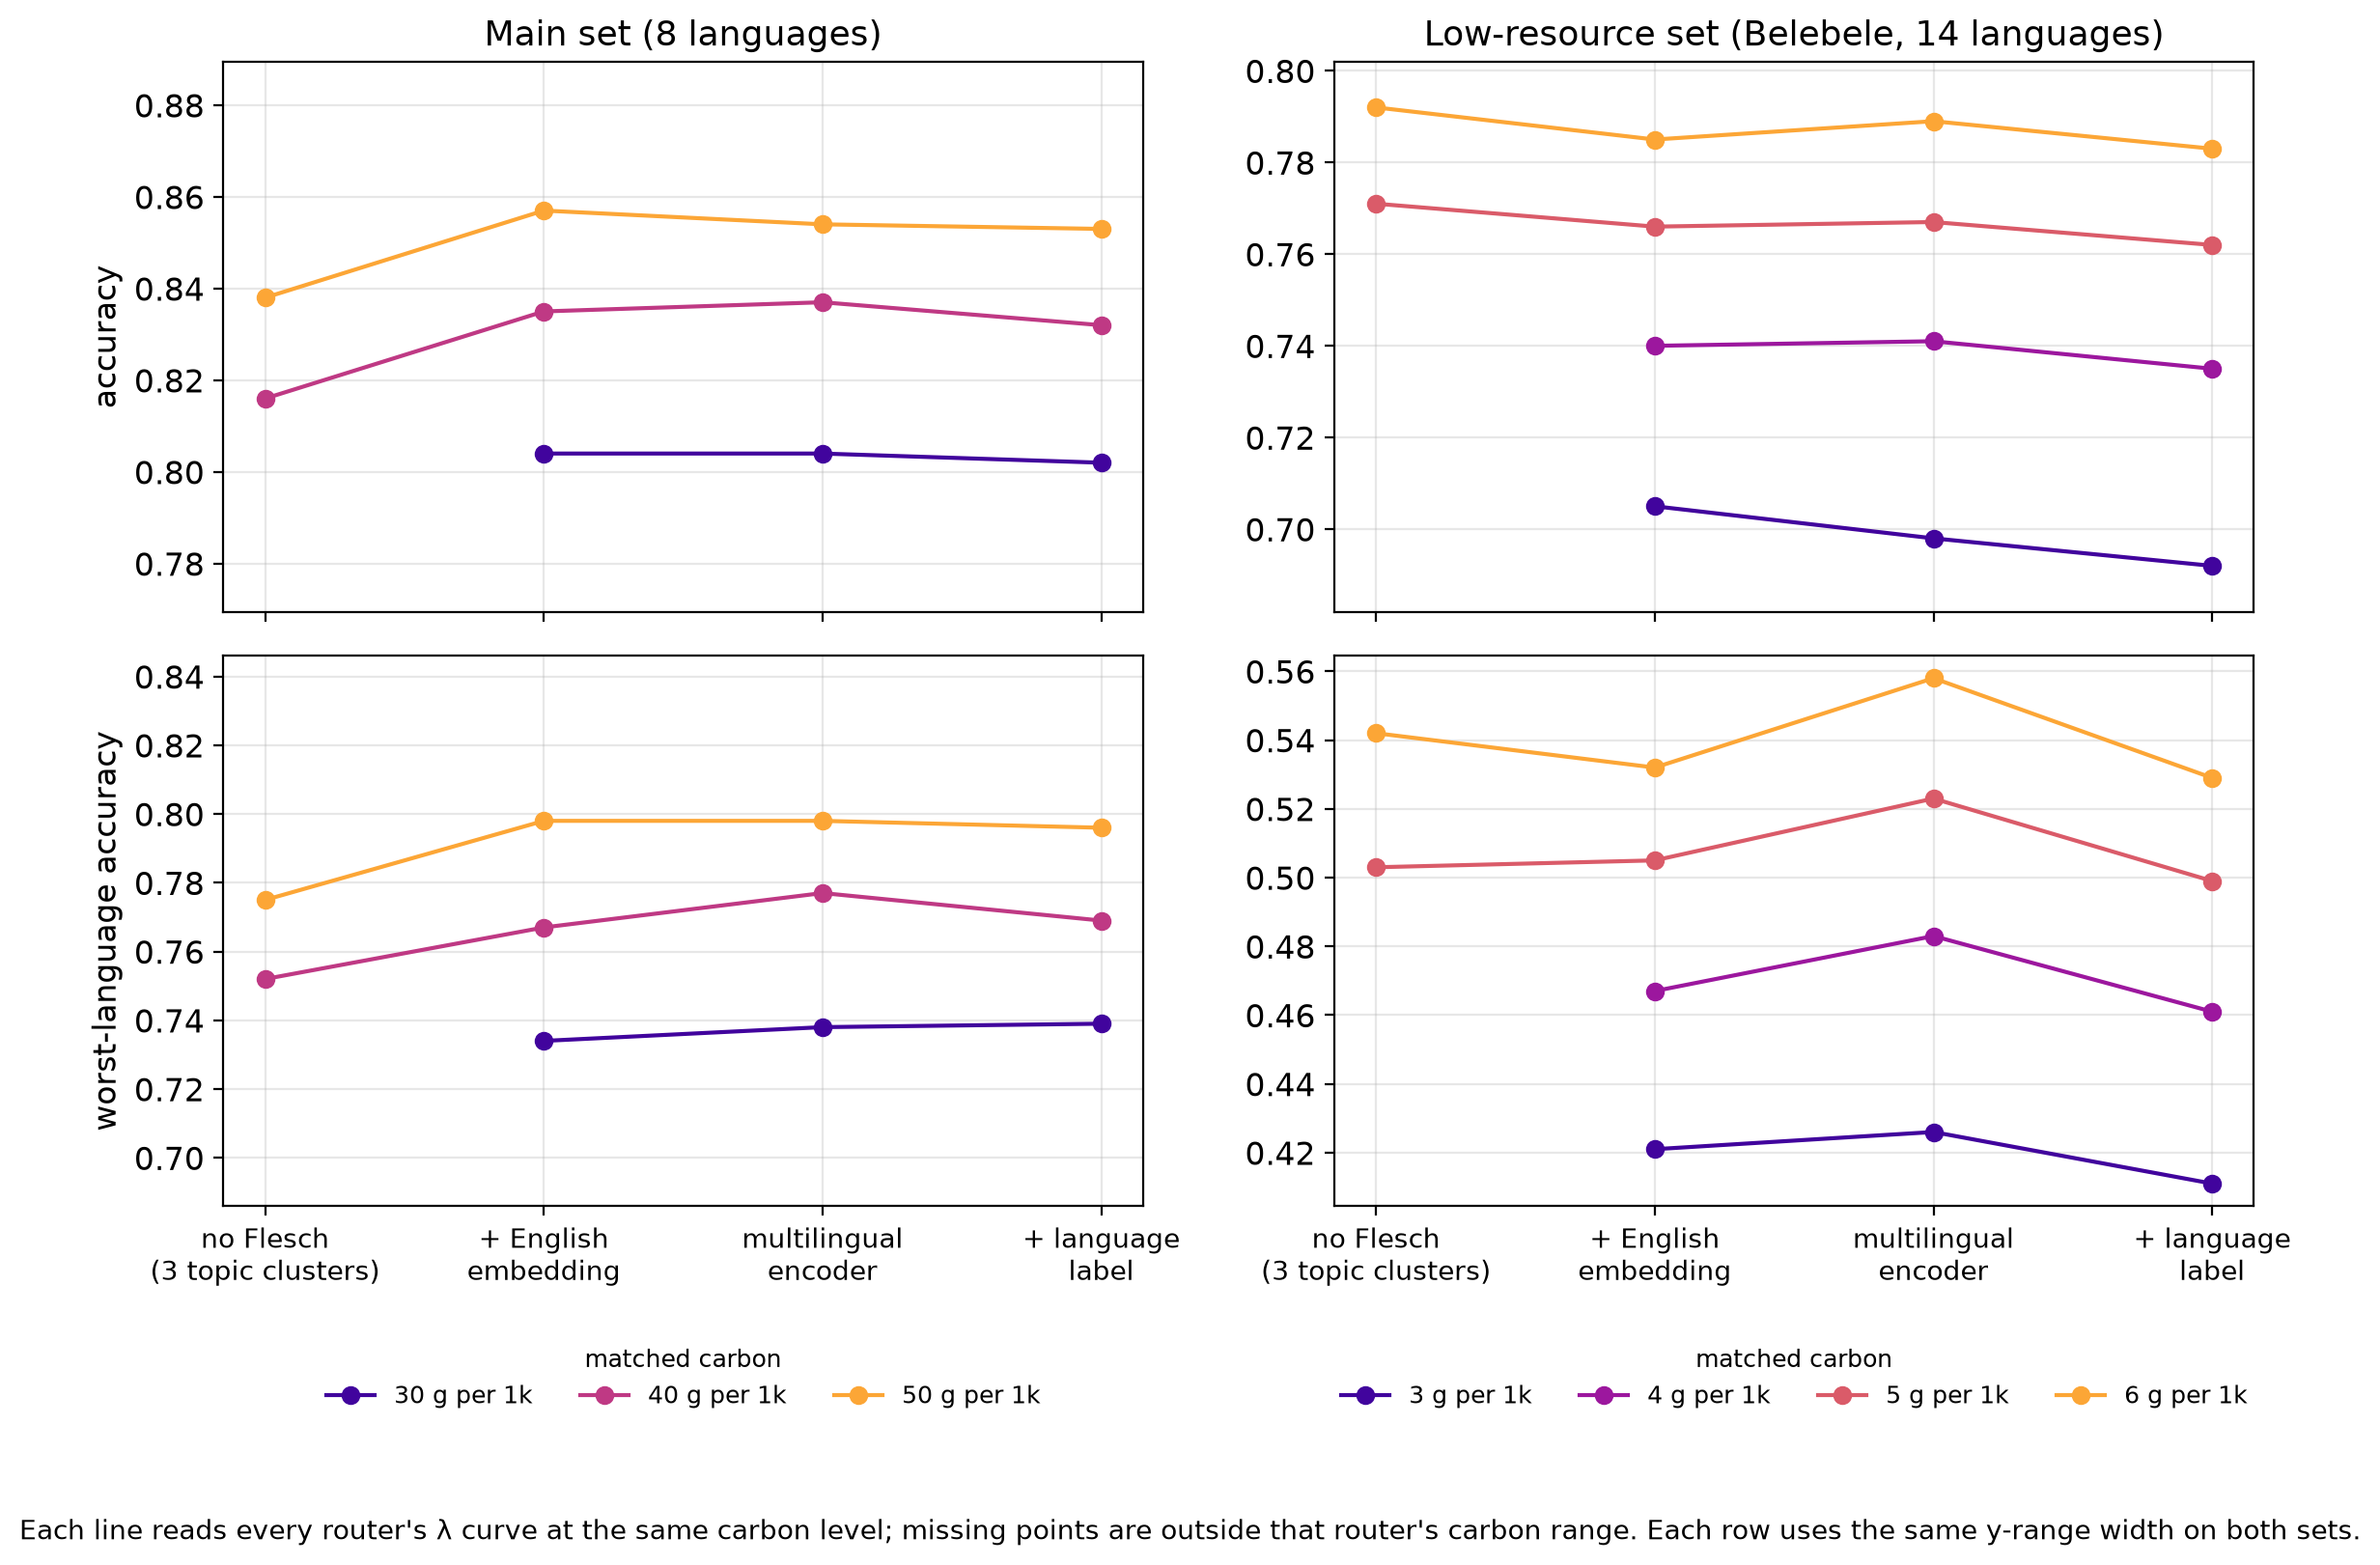 Main set (8 languages)
Low-resource set (Belebele, 14 languages)
accuracy
0.88
0.86
0.84
0.82
0.80
0.78
0.80
0.78
0.76
0.74
0.72
0.70
worst-language accuracy
0.84
0.82
0.80
0.78
0.76
0.74
0.72
0.70
0.56
0.54
0.52
0.50
0.48
0.46
0.44
0.42
no Flesch
(3 topic clusters)
+ English
embedding
multilingual
encoder
+ language
label
no Flesch
(3 topic clusters)
+ English
embedding
multilingual
encoder
+ language
label
matched carbon
30 g per 1k
40 g per 1k
50 g per 1k
matched carbon
3 g per 1k
4 g per 1k
5 g per 1k
6 g per 1k
Each line reads every router's λ curve at the same carbon level; missing points are outside that router's carbon range. Each row uses the same y-range width on both sets.